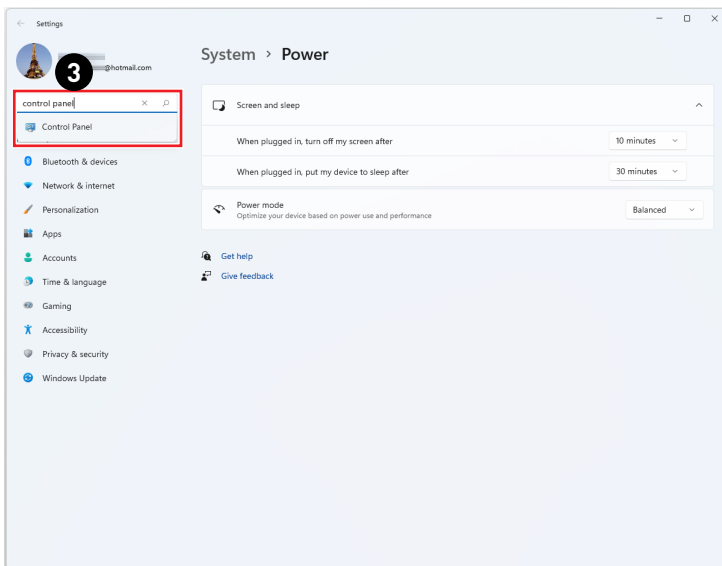 Settings
@hotmail.com
3
control panel
Control Panel
Bluetooth & devices
Network & internet
Personalization
Apps
Accounts
Time & language
Gaming
Accessibility
Privacy & security
Windows Update
System > Power
Screen and sleep
When plugged in, turn off my screen after
10 minutes
When plugged in, put my device to sleep after
30 minutes
Power mode
Optimize your device based on power use and performance
Balanced
Get help
Give feedback